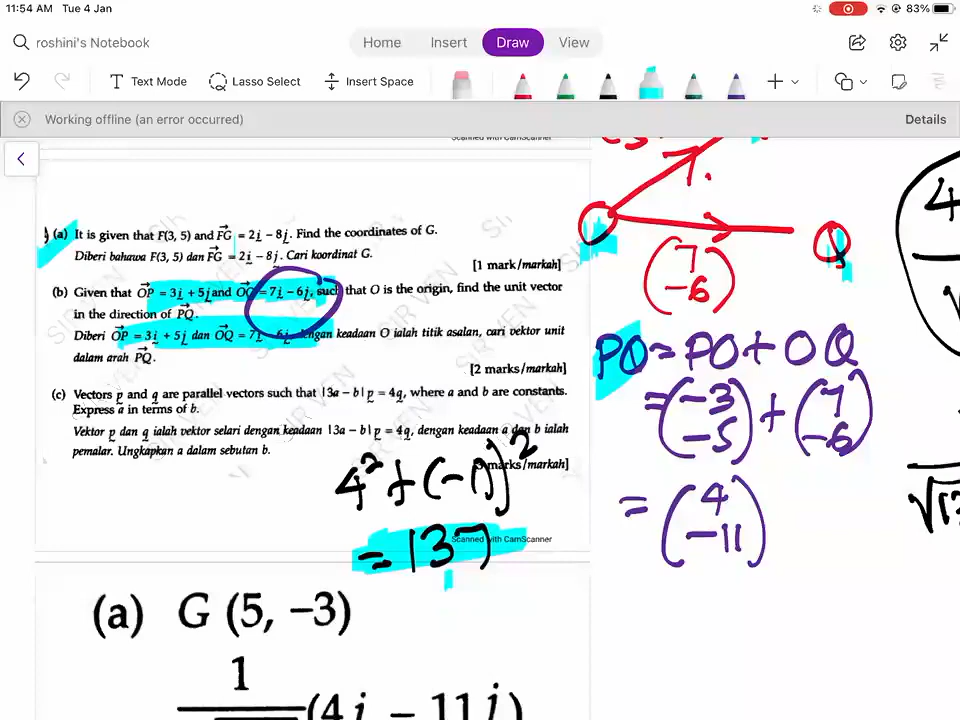 11:54 AM Tue 4 Jan
83%
roshini's Notebook
Home Insert Draw View
Text Mode Lasso Select Insert Space
Working offline (an error occurred) Details
Scanned with CamScanner
(a) It is given that F(3, 5) and FG = 2i – 8j. Find the coordinates of G.
Diberi bahawa F(3, 5) dan FG = 2i – 8j. Cari koordinat G.
[1 mark/markah]
(b) Given that OP = 3i + 5j and OQ = 7i – 6j, such that O is the origin, find the unit vector
in the direction of PQ.
Diberi OP = 3i + 5j dan OQ = 7i – 6j, dengan keadaan O ialah titik asalan, cari vektor unit
dalam arah PQ.
[2 marks/markah]
(c) Vectors p and q are parallel vectors such that |3a – b|p = 4q, where a and b are constants.
Express a in terms of b.
Vektor p dan q ialah vektor selari dengan keadaan |3a – b|p = 4q, dengan keadaan a dan b ialah
pemalar. Ungkapkan a dalam sebutan b.
marks/markah]
4² + (-11)²
= 137
Scanned with CamScanner
(a) G (5, –3)
1
(4i – 11j)
Q
(7
-6)
PQ = PO + OQ
= (-3
-5) + (7
-6)
= (4
-11)
4